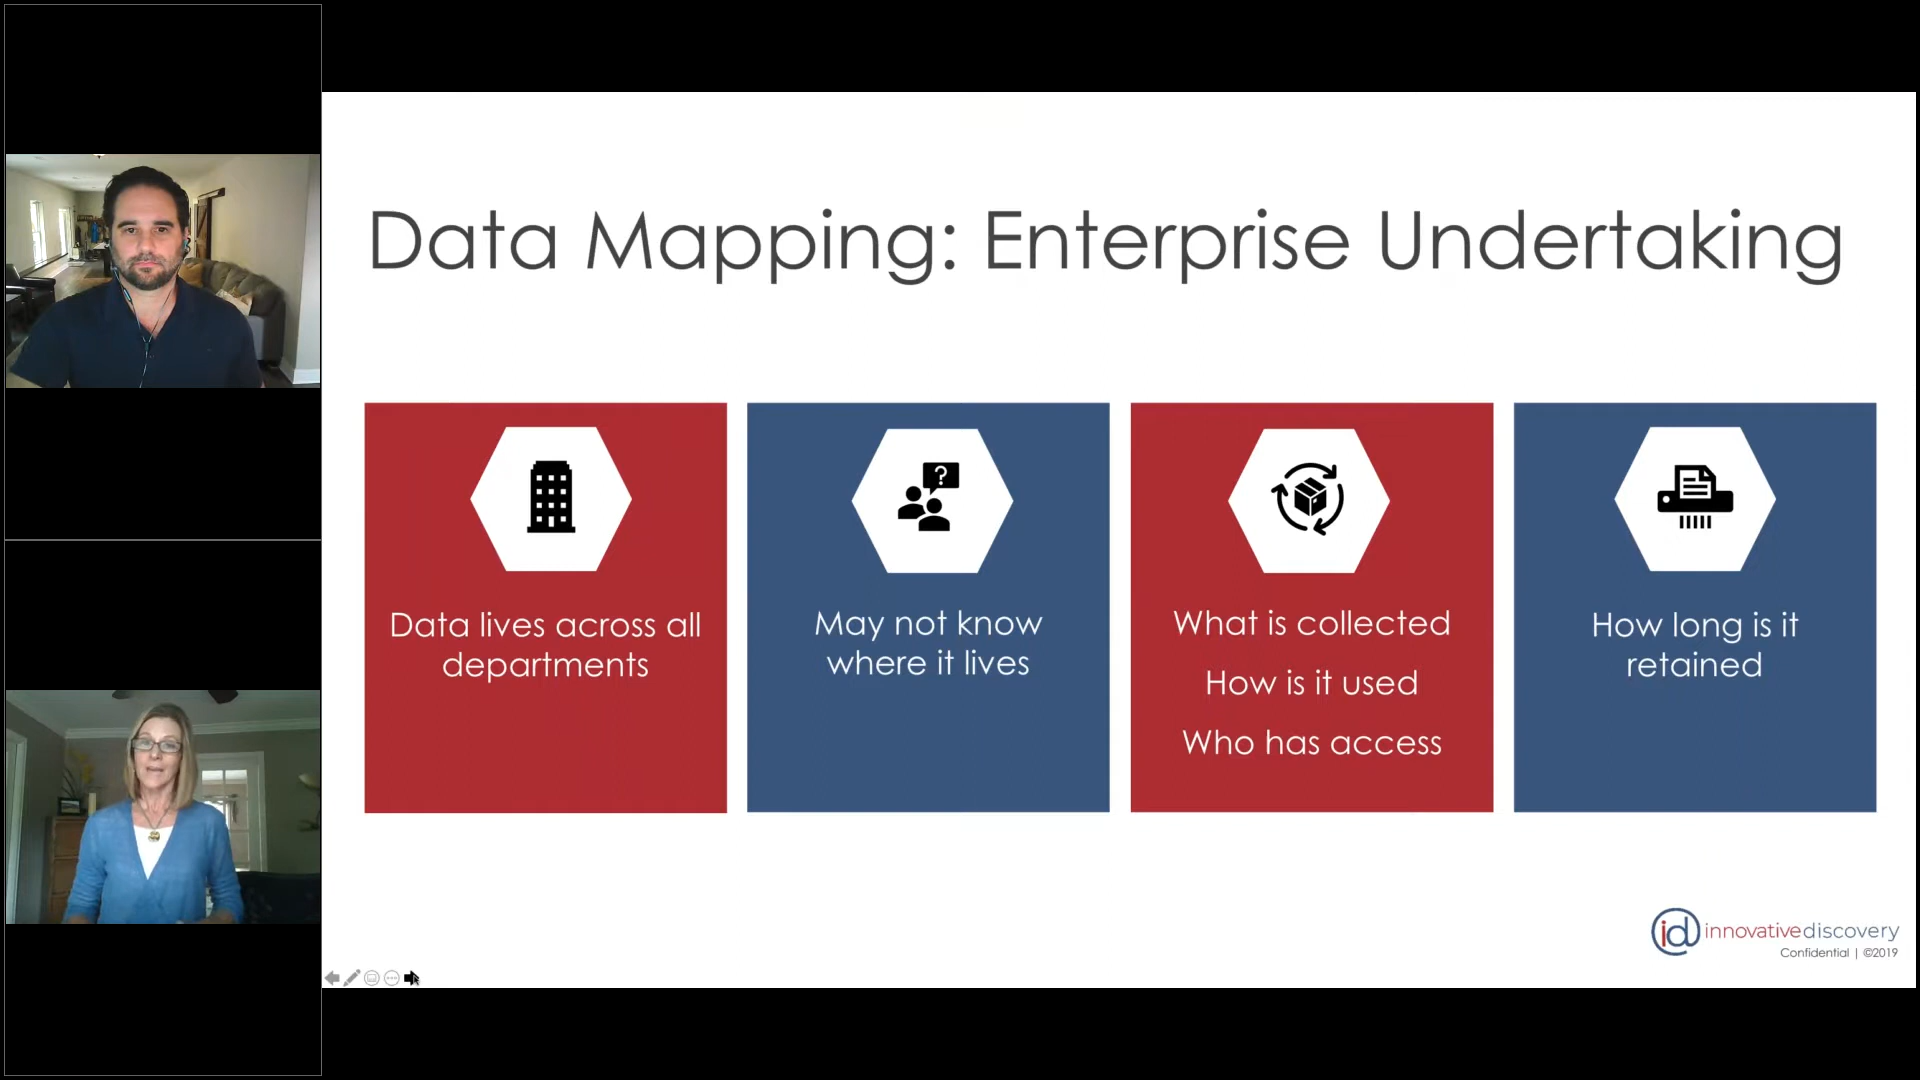 Data Mapping: Enterprise Undertaking
Data lives across all
departments
?
May not know
where it lives
What is collected
How is it used
Who has access
How long is it
retained
id innovativediscovery
Confidential | ©2019